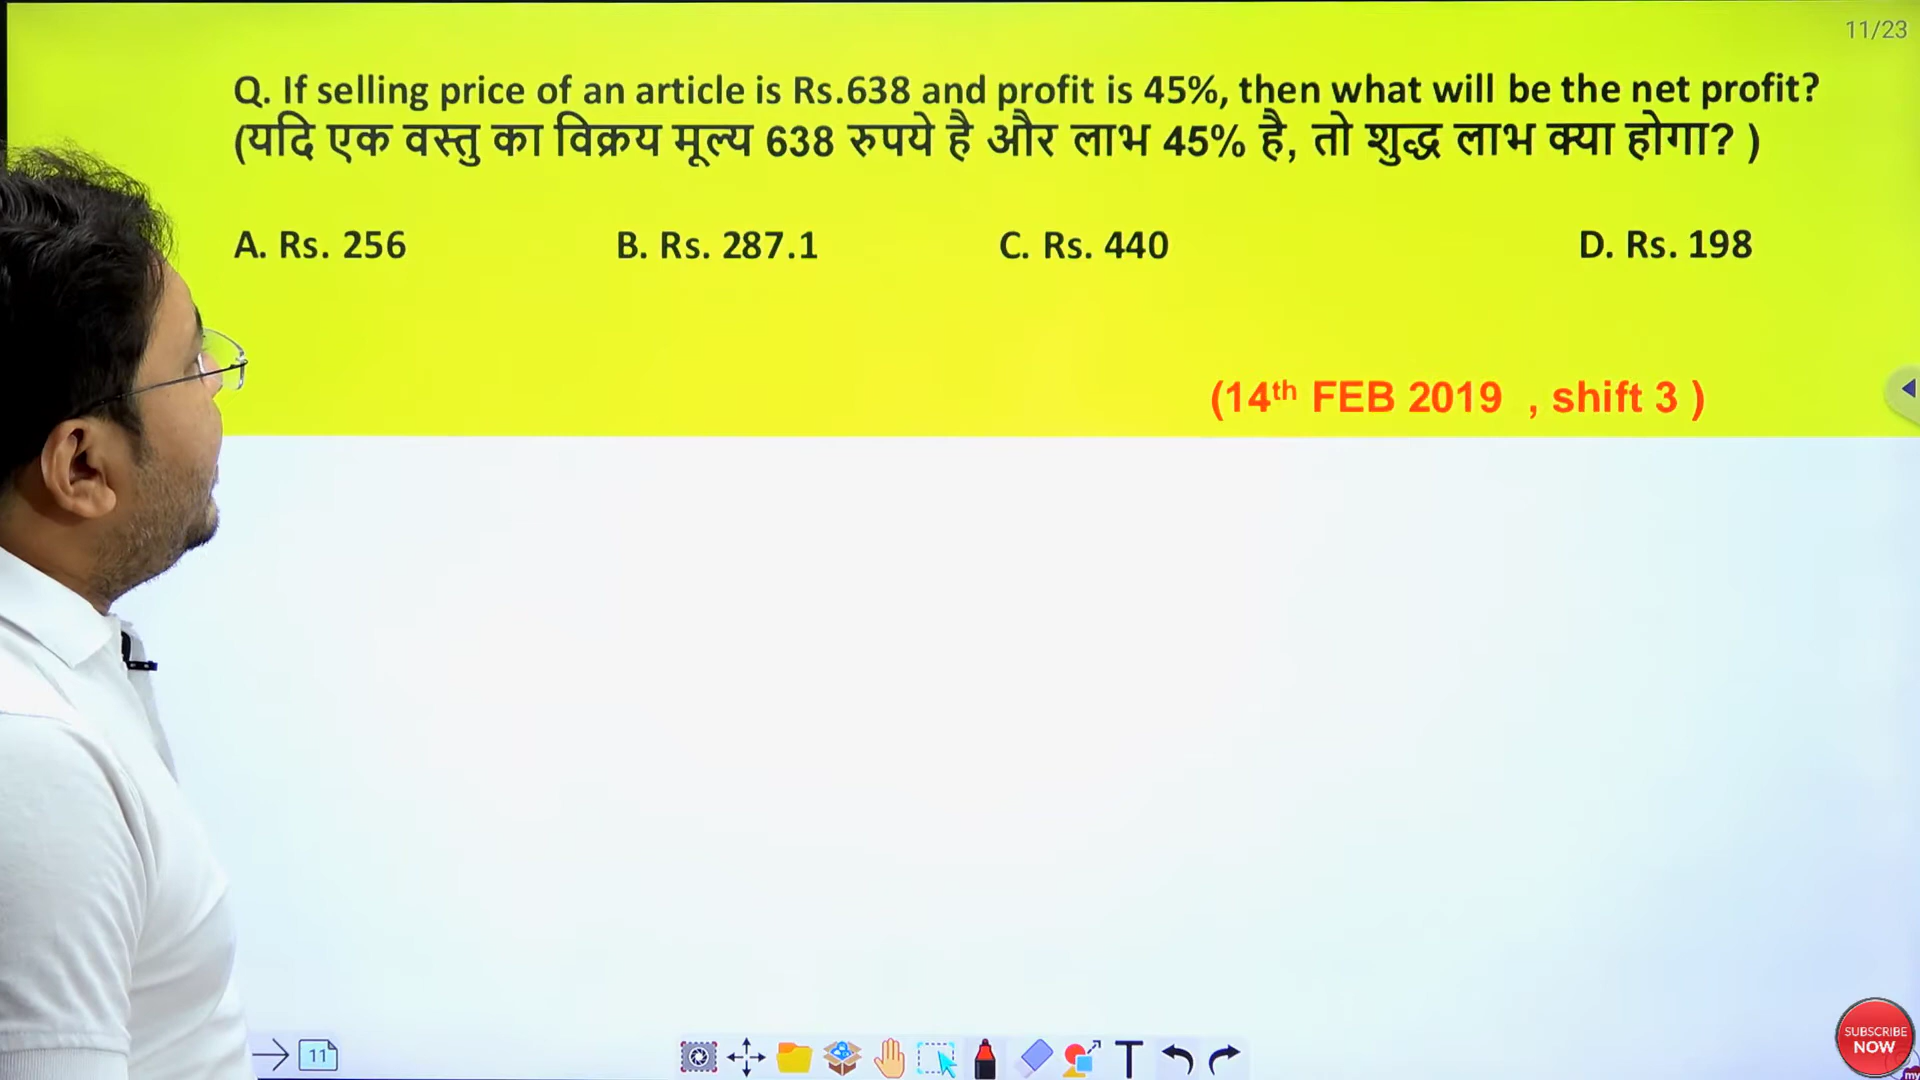 11/23
Q. If selling price of an article is Rs.638 and profit is 45%, then what will be the net profit?
(यदि एक वस्तु का विक्रय मूल्य 638 रुपये है और लाभ 45% है, तो शुद्ध लाभ क्या होगा? )
A. Rs. 256 B. Rs. 287.1 C. Rs. 440 D. Rs. 198
(14th FEB 2019 , shift 3 )
11
T
SUBSCRIBE
NOW
my